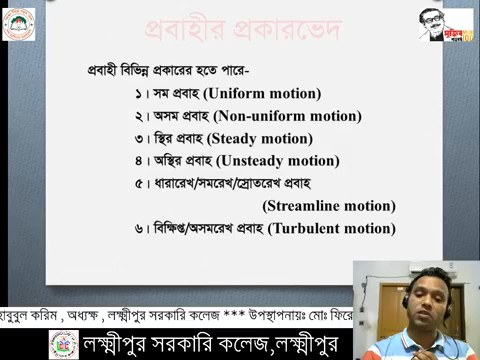 প্রবাহীর প্রকারভেদ
প্রবাহী বিভিন্ন প্রকারের হতে পারে-
১। সম প্রবাহ (Uniform motion)
২। অসম প্রবাহ (Non-uniform motion)
৩। স্থির প্রবাহ (Steady motion)
৪। অস্থির প্রবাহ (Unsteady motion)
৫। ধারারেখ/সমরেখ/স্রোতরেখ প্রবাহ
(Streamline motion)
৬। বিক্ষিপ্ত/অসমরেখ প্রবাহ (Turbulent motion)
হাবুবুল করিম , অধ্যক্ষ , লক্ষ্মীপুর সরকারি কলেজ *** উপস্থাপনায়ঃ মোঃ ফিরে
লক্ষ্মীপুর সরকারি কলেজ,লক্ষ্মীপুর